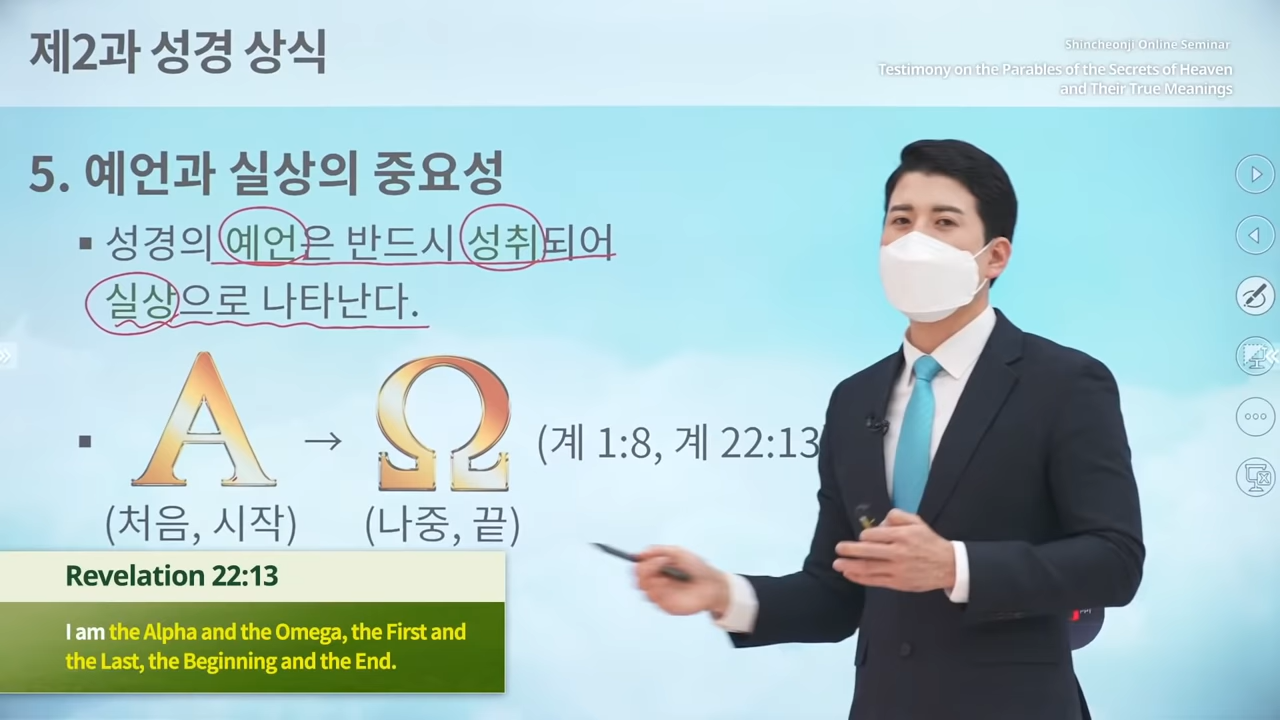 제2과 성경 상식
Shincheonji Online Seminar
Testimony on the Parables of the Secrets of Heaven
and Their True Meanings
5. 예언과 실상의 중요성
▪ 성경의 예언은 반드시 성취되어
실상으로 나타난다.
▪ Α → Ω (계 1:8, 계 22:13
(처음, 시작) (나중, 끝)
Revelation 22:13
I am the Alpha and the Omega, the First and
the Last, the Beginning and the End.